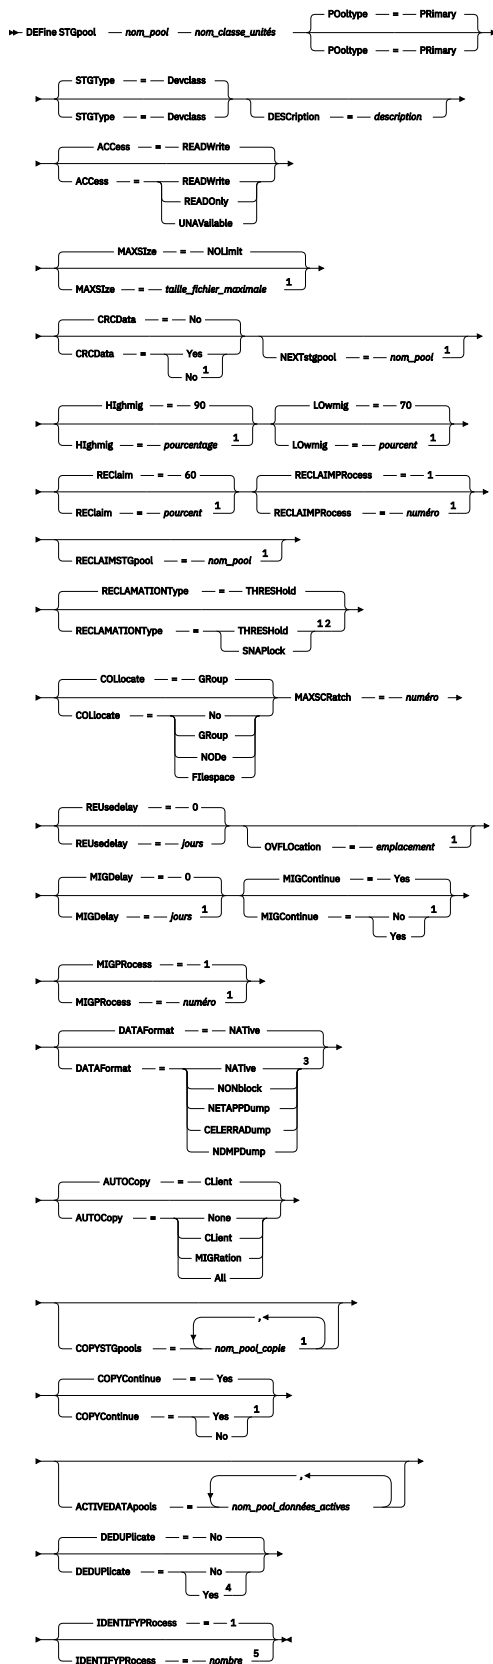 POoltype = PRimary
DEFine STGpool nom_pool nom_classe_unités
POoltype = PRimary
STGType = Devclass
STGType = Devclass
DESCription = description
ACCess = READWrite
ACCess = READWrite
READOnly
UNAVailable
MAXSIze = NOLimit
MAXSIze = taille_fichier_maximale 1
CRCData = No
CRCData = Yes
No 1
NEXTstgpool = nom_pool 1
HIghmig = 90
HIghmig = pourcentage 1
LOwmig = 70
LOwmig = pourcent 1
REClaim = 60
REClaim = pourcent 1
RECLAIMPRocess = 1
RECLAIMPRocess = numéro 1
RECLAIMSTGpool = nom_pool 1
RECLAMATIONType = THRESHold
RECLAMATIONType = THRESHold 1 2
SNAPlock
COLlocate = GRoup
COLlocate = No
GRoup
NODe
FIlespace
MAXSCRatch = numéro
REUsedelay = 0
REUsedelay = jours
OVFLOcation = emplacement 1
MIGDelay = 0
MIGDelay = jours 1
MIGContinue = Yes
MIGContinue = No 1
Yes
MIGPRocess = 1
MIGPRocess = numéro 1
DATAFormat = NATive
DATAFormat = NATive 3
NONblock
NETAPPDump
CELERRADump
NDMPDump
AUTOCopy = CLient
AUTOCopy = None
CLient
MIGRation
All
,
COPYSTGpools = nom_pool_copie 1
COPYContinue = Yes
COPYContinue = Yes 1
No
,
ACTIVEDATApools = nom_pool_données_actives
DEDUPlicate = No
DEDUPlicate = No
Yes 4
IDENTIFYPRocess = 1
IDENTIFYPRocess = nombre 5